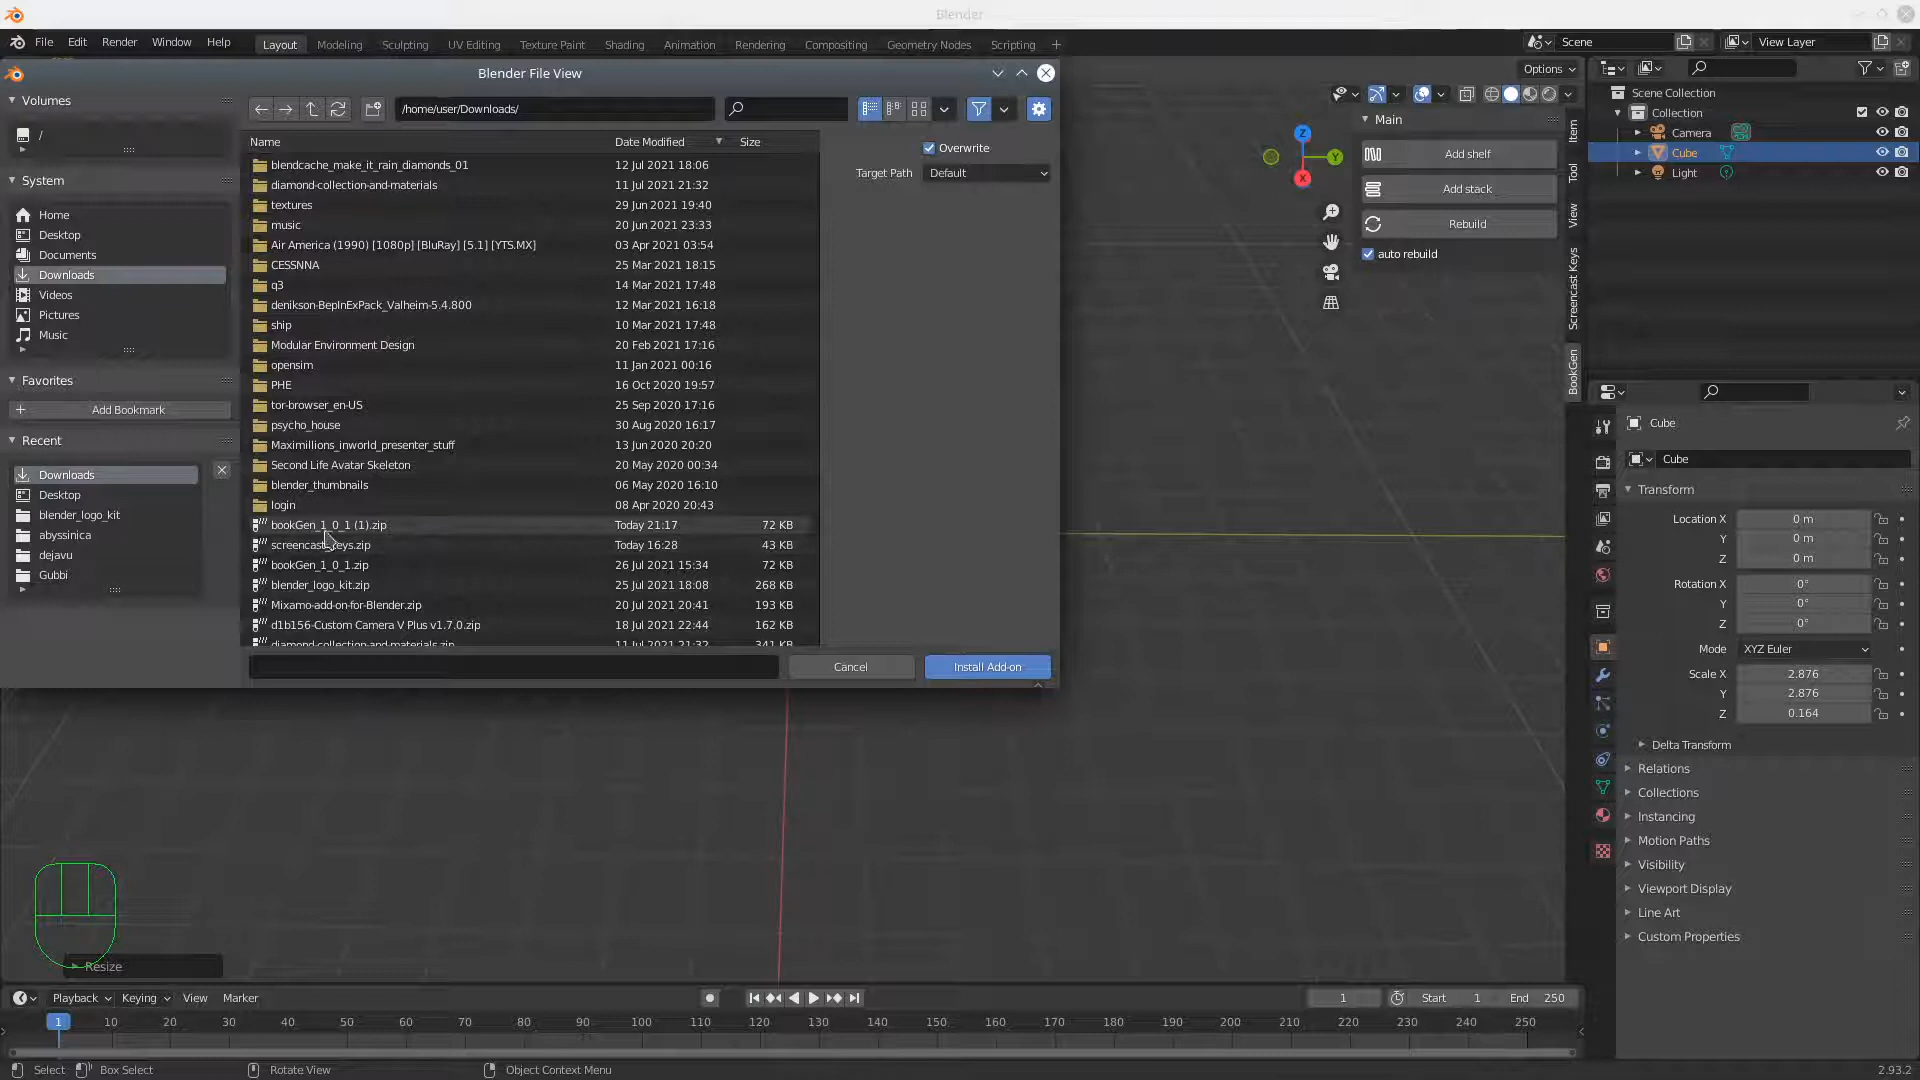 Blender
File Edit Render Window Help Layout Modeling Sculpting UV Editing Texture Paint Shading Animation Rendering Compositing Geometry Nodes Scripting + Scene View Layer
Blender File View
Options
Volumes
/
System
Home
Desktop
Documents
Downloads
Videos
Pictures
Music
Favorites
Add Bookmark
Recent
Downloads
Desktop
blender_logo_kit
abyssinica
dejavu
Gubbi
/home/user/Downloads/
Name Date Modified Size
blendcache_make_it_rain_diamonds_01 12 Jul 2021 18:06
diamond-collection-and-materials 11 Jul 2021 21:32
textures 29 Jun 2021 19:40
music 20 Jun 2021 23:33
Air America (1990) [1080p] [BluRay] [5.1] [YTS.MX] 03 Apr 2021 03:54
CESSNNA 25 Mar 2021 18:15
q3 14 Mar 2021 17:48
denikson-BepInExPack_Valheim-5.4.800 12 Mar 2021 16:18
ship 10 Mar 2021 17:48
Modular Environment Design 20 Feb 2021 17:16
opensim 11 Jan 2021 00:16
PHE 16 Oct 2020 19:57
tor-browser_en-US 25 Sep 2020 17:16
psycho_house 30 Aug 2020 16:17
Maximillions_inworld_presenter_stuff 13 Jun 2020 20:20
Second Life Avatar Skeleton 20 May 2020 00:34
blender_thumbnails 06 May 2020 16:10
login 08 Apr 2020 20:43
bookGen_1_0_1 (1).zip Today 21:17 72 KB
Today 16:28 43 KB
bookGen_1_0_1.zip 26 Jul 2021 15:34 72 KB
blender_logo_kit.zip 25 Jul 2021 18:08 268 KB
Mixamo-add-on-for-Blender.zip 20 Jul 2021 20:41 193 KB
d1b156-Custom Camera V Plus v1.7.0.zip 18 Jul 2021 22:44 162 KB
diamond-collection-and-materials.zip 11 Jul 2021 21:32 341 KB
Overwrite
Target Path Default
Cancel Install Add-on
Z
Y
X
Main
Add shelf
Add stack
Rebuild
auto rebuild
Item
Tool
View
Screencast Keys
BookGen
Scene Collection
Collection
Camera
Cube
Light
Cube
Cube
Transform
Location X 0 m
Y 0 m
Z 0 m
Rotation X 0°
Y 0°
Z 0°
Mode XYZ Euler
Scale X 2.876
Y 2.876
Z 0.164
Delta Transform
Relations
Collections
Instancing
Motion Paths
Visibility
Viewport Display
Line Art
Custom Properties
Resize
Playback Keying View Marker 1 Start 1 End 250
1 10 20 30 40 50 60 70 80 90 100 110 120 130 140 150 160 170 180 190 200 210 220 230 240 250
Select Box Select Rotate View Object Context Menu 2.93.2